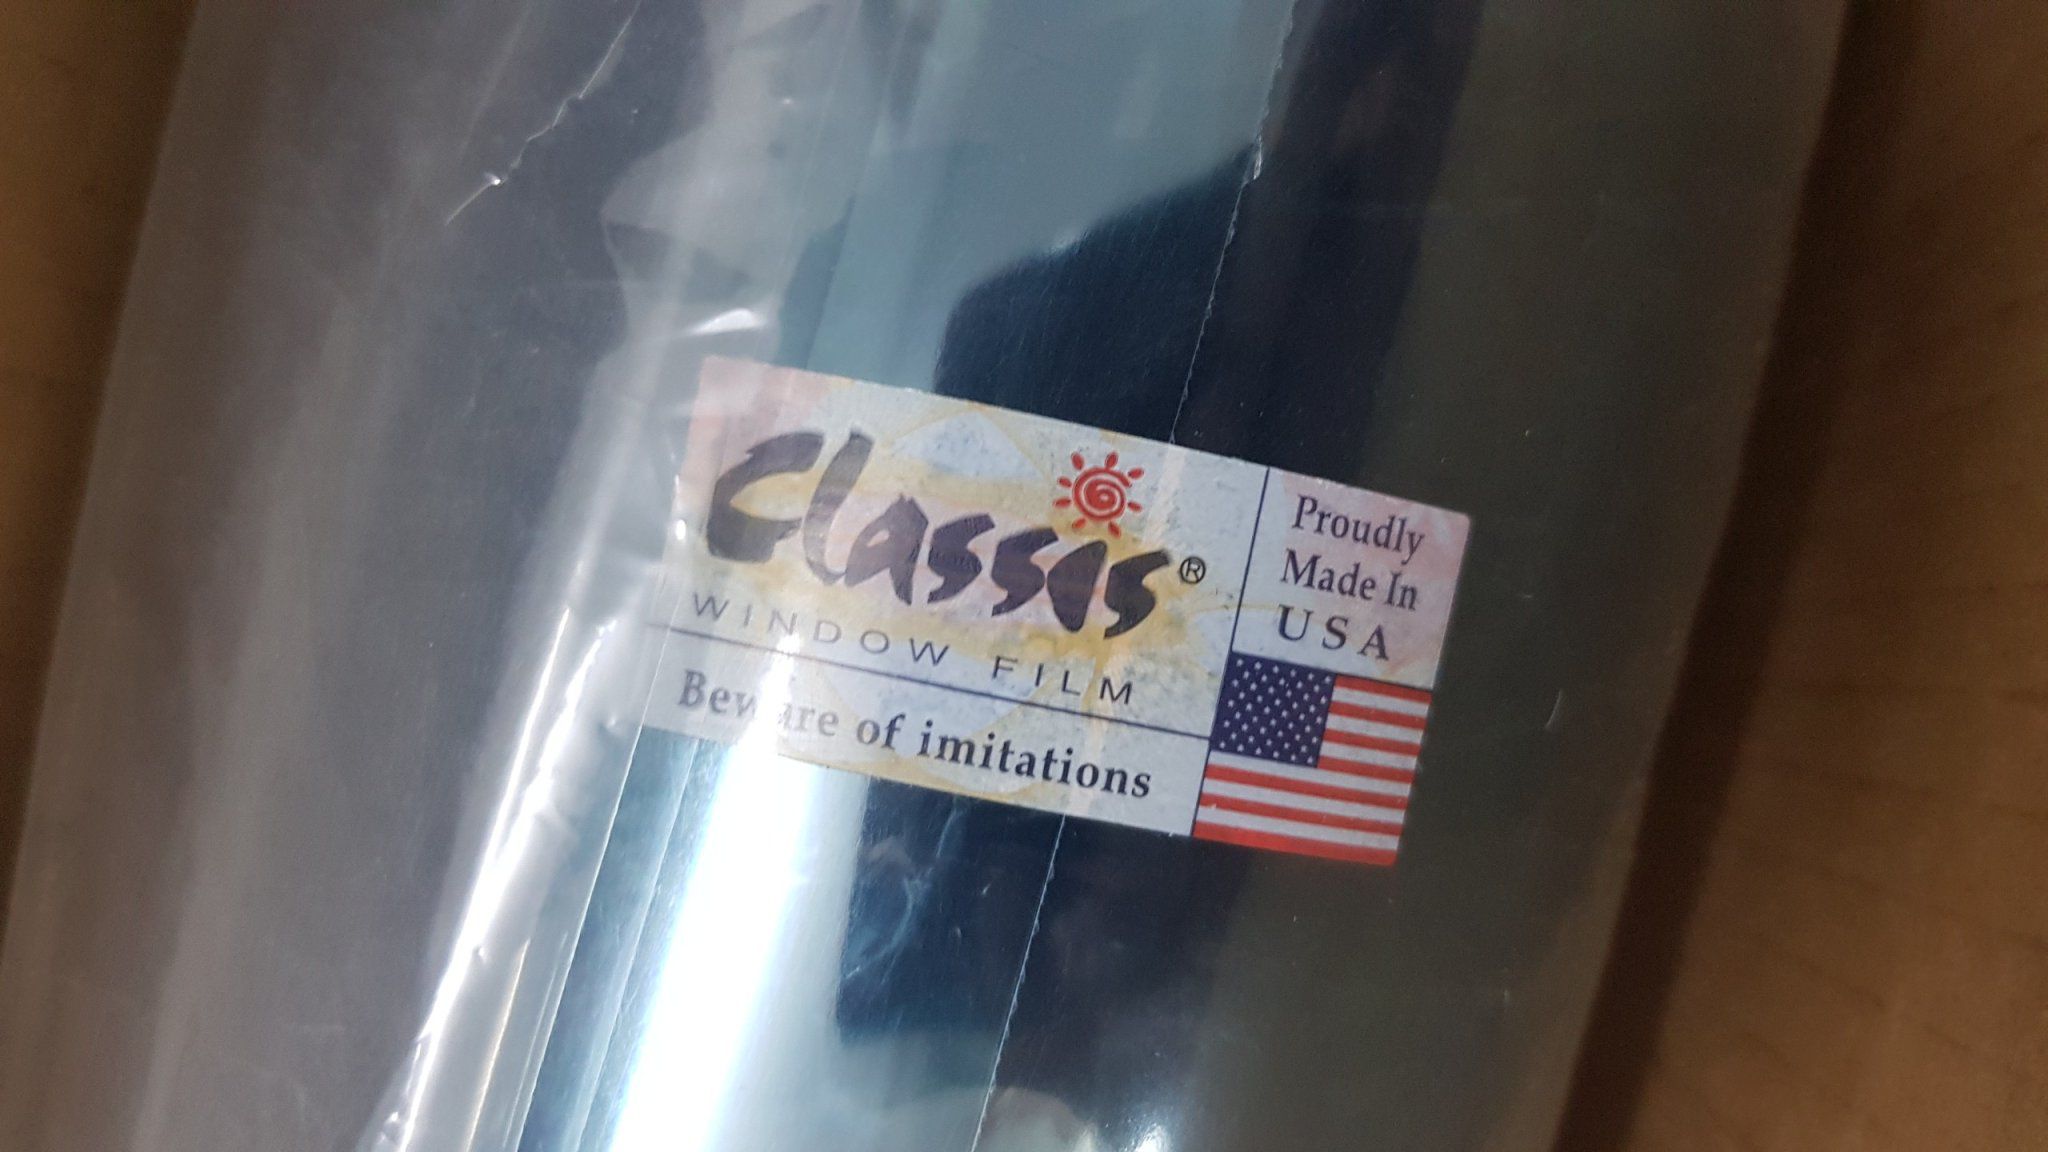 Classis®
WINDOW FILM
Beware of imitations
Proudly
Made In
USA